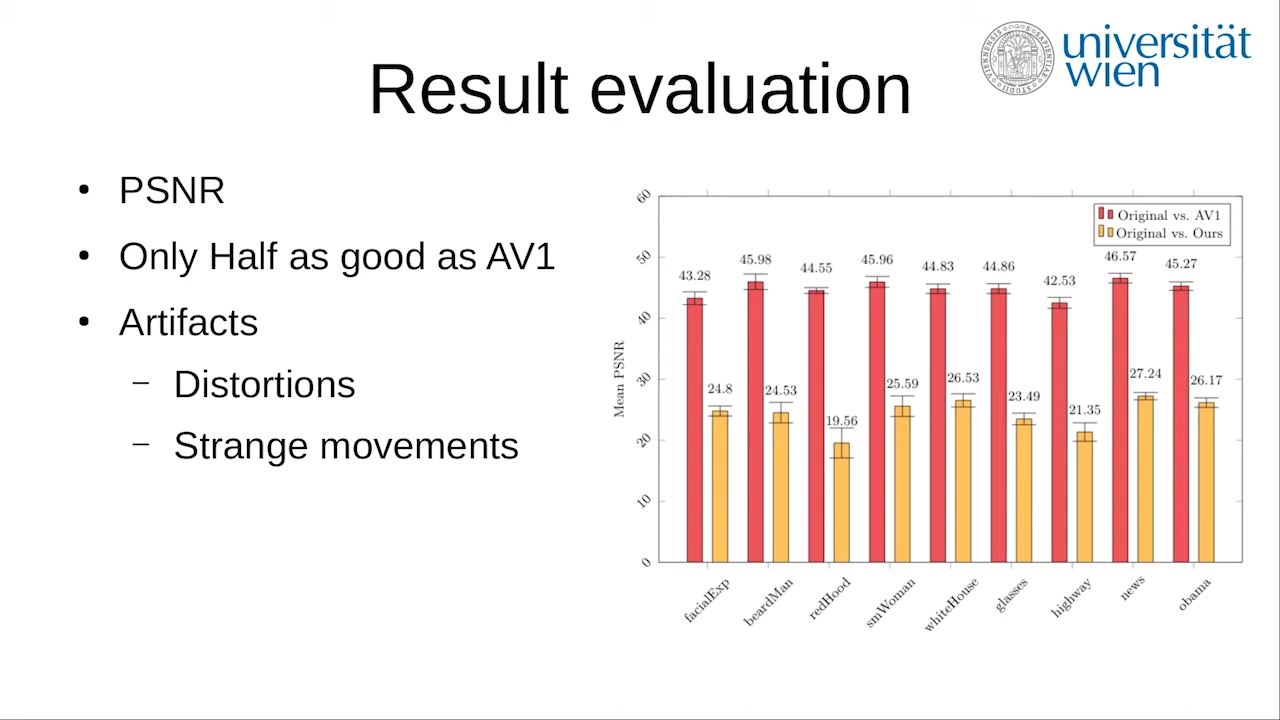 universität
wien
Result evaluation
• PSNR
• Only Half as good as AV1
• Artifacts
– Distortions
– Strange movements
Original vs. AV1
Original vs. Ours
Mean PSNR
60
50
40
30
20
10
0
43.28
45.98
44.55
45.96
44.83
44.86
42.53
46.57
45.27
24.8
24.53
19.56
25.59
26.53
23.49
21.35
27.24
26.17
facialExp
beardMan
redHood
smWoman
whiteHouse
glasses
highway
news
obama